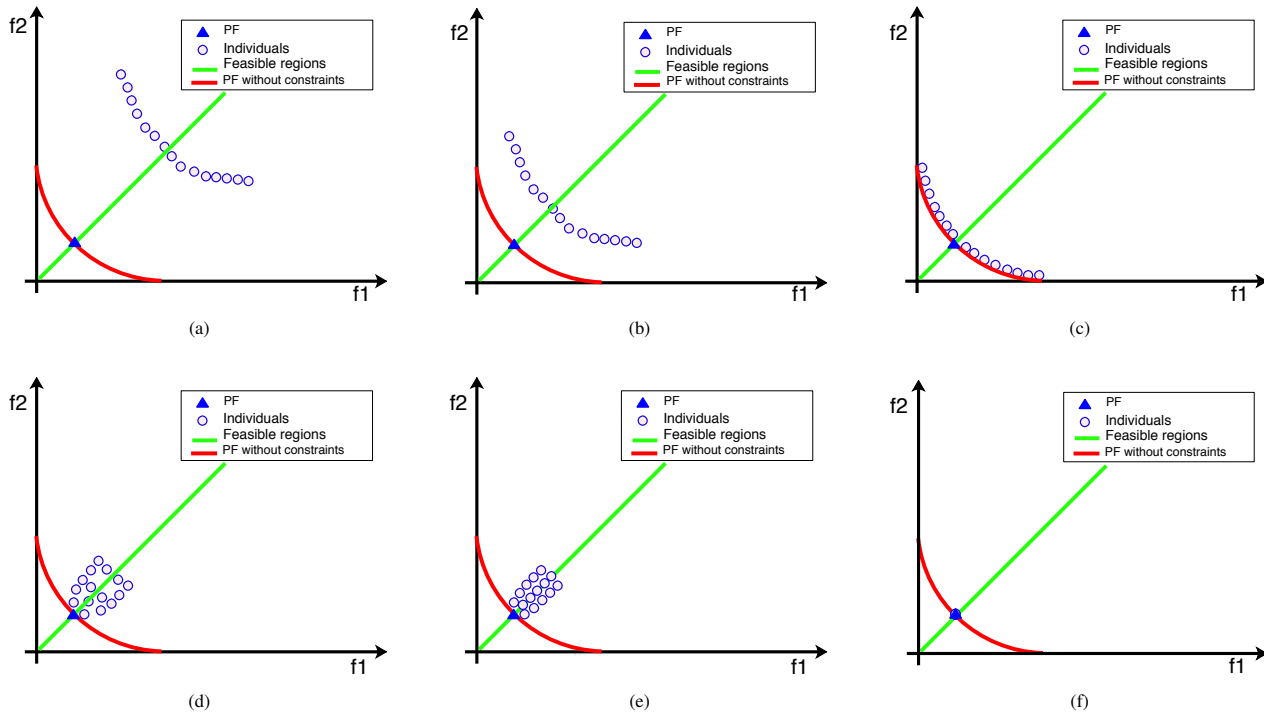 f2
PF
Individuals
Feasible regions
PF without constraints
f1
(a)
f2
PF
Individuals
Feasible regions
PF without constraints
f1
(b)
f2
PF
Individuals
Feasible regions
PF without constraints
f1
(c)
f2
PF
Individuals
Feasible regions
PF without constraints
f1
(d)
f2
PF
Individuals
Feasible regions
PF without constraints
f1
(e)
f2
PF
Individuals
Feasible regions
PF without constraints
f1
(f)